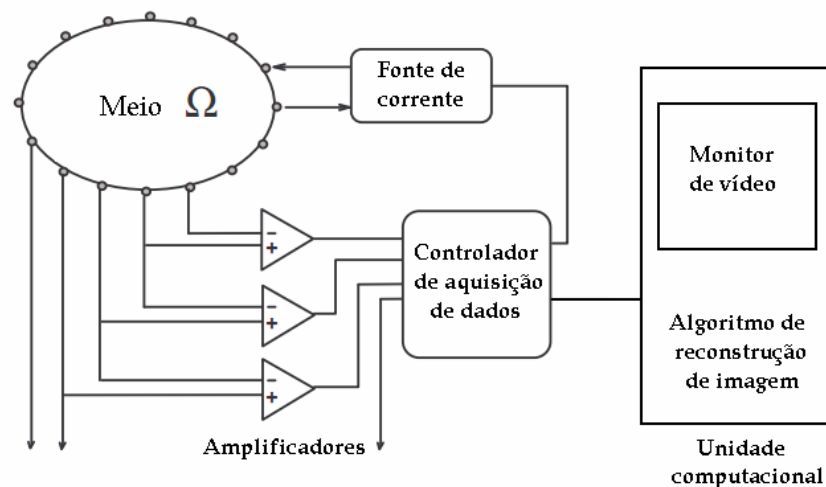 Meio Ω
Fonte de
corrente
Monitor
de vídeo
Controlador
de aquisição
de dados
Algoritmo de
reconstrução
de imagem
Amplificadores
Unidade
computacional
-
+
-
+
-
+